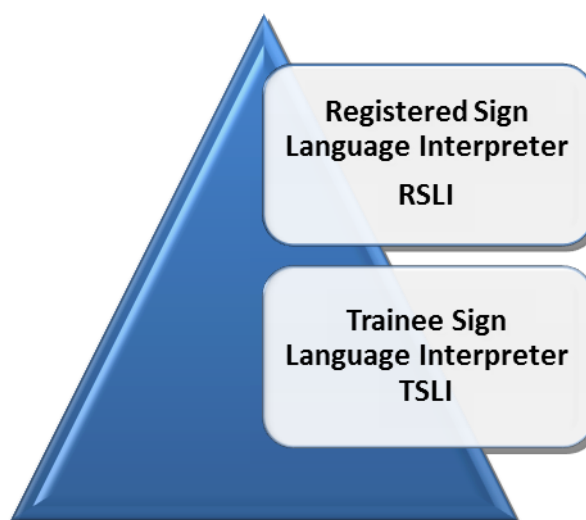 Registered Sign
Language Interpreter
RSLI
Trainee Sign
Language Interpreter
TSLI